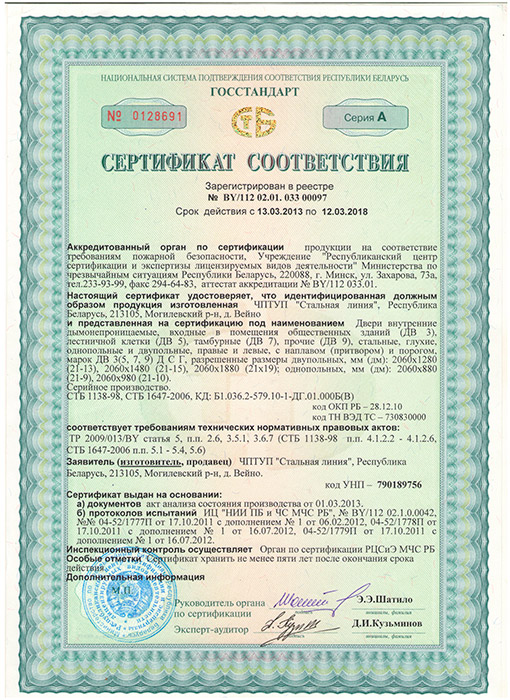 НАЦИОНАЛЬНАЯ СИСТЕМА ПОДТВЕРЖДЕНИЯ СООТВЕТСТВИЯ РЕСПУБЛИКИ БЕЛАРУСЬ
ГОССТАНДАРТ
№ 0128691
СТБ
Серия А
СЕРТИФИКАТ СООТВЕТСТВИЯ
Зарегистрирован в реестре
№ BY/112 02.01. 033 00097
Срок действия с 13.03.2013 по 12.03.2018
Аккредитованный орган по сертификации продукции на соответствие
требованиям пожарной безопасности, Учреждение "Республиканский центр
сертификации и экспертизы лицензируемых видов деятельности" Министерства по
чрезвычайным ситуациям Республики Беларусь, 220088, г. Минск, ул. Захарова, 73а,
тел.233-93-99, факс 294-64-83, аттестат аккредитации № BY/112 033.01.
Настоящий сертификат удостоверяет, что идентифицированная должным
образом продукция изготовленная ЧПТУП "Стальная линия", Республика
Беларусь, 213105, Могилевский р-н, д. Вейно
и представленная на сертификацию под наименованием Двери внутренние
дымонепроницаемые, входные в помещения общественных зданий (ДВ 3),
лестничной клетки (ДВ 5), тамбурные (ДВ 7), прочие (ДВ 9), стальные, глухие,
однопольные и двупольные, правые и левые, с наплавом (притвором) и порогом,
марок ДВ 3(5, 7, 9) Д С Г, разрешенные размеры двупольных, мм (дм): 2060х1280
(21-13), 2060х1480 (21-15), 2060х1880 (21х19); однопольных, мм (дм): 2060х880
(21-9), 2060х980 (21-10).
Серийное производство.
СТБ 1138-98, СТБ 1647-2006, КД: Б1.036.2-579.10-1-ДГ.01.000Б(В)
код ОКП РБ – 28.12.10
код ТН ВЭД ТС – 730830000
соответствует требованиям технических нормативных правовых актов:
ТР 2009/013/BY статья 5, п.п. 2.6, 3.5.1, 3.6.7 (СТБ 1138-98 п.п. 4.1.2.2 - 4.1.2.6,
СТБ 1647-2006 п.п. 5.1 - 5.4, 5.6)
Заявитель (изготовитель, продавец) ЧПТУП "Стальная линия", Республика
Беларусь, 213105, Могилевский р-н, д. Вейно.
код УНП – 790189756
Сертификат выдан на основании:
а) документов акт анализа состояния производства от 01.03.2013.
б) протоколов испытаний ИЦ "НИИ ПБ и ЧС МЧС РБ", № BY/112 02.1.0.0042,
№№ 04-52/1777П от 17.10.2011 с дополнением № 1 от 06.02.2012, 04-52/1778П от
17.10.2011 с дополнением № 1 от 16.07.2012, 04-52/1779П от 17.10.2011 с
дополнением № 1 от 16.07.2012.
Инспекционный контроль осуществляет Орган по сертификации РЦСиЭ МЧС РБ
Особые отметки Сертификат хранить не менее пяти лет после окончания срока
действия.
Дополнительная информация
М.П.
Руководитель органа
по сертификации
Э.Э.Шатило
инициалы, фамилия
Эксперт-аудитор
Д.И.Кузьминов
инициалы, фамилия